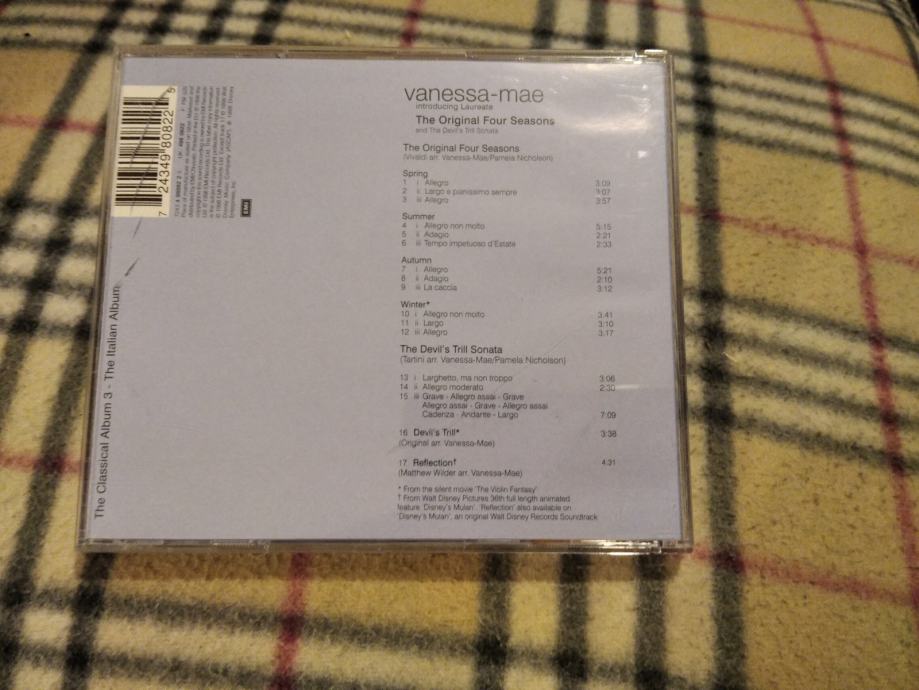 vanessa-mae
introducing Laureate
The Original Four Seasons
and The Devil's Trill Sonata
The Original Four Seasons
(Vivaldi arr. Vanessa-Mae/Pamela Nicholson)
Spring
1 i Allegro 3:09
2 ii Largo e pianissimo sempre :07
3 iii Allegro 3:57
Summer
4 i Allegro non molto 5:15
5 ii Adagio 2:21
6 iii Tempo impetuoso d'Estate 2:33
Autumn
7 i Allegro 5:21
8 ii Adagio 2:10
9 iii La caccia 3:12
Winter*
10 i Allegro non molto 3:41
11 ii Largo 3:10
12 iii Allegro 3:17
The Devil's Trill Sonata
(Tartini arr. Vanessa-Mae/Pamela Nicholson)
13 i Larghetto, ma non troppo 3:06
14 ii Allegro moderato 2:30
15 iii Grave - Allegro assai - Grave
Allegro assai - Grave - Allegro assai
Cadenza - Andante - Largo 7:09
16 Devil's Trill* 3:38
(Original arr. Vanessa-Mae)
17 Reflection† 4:31
(Matthew Wilder arr. Vanessa-Mae)
* From the silent movie 'The Violin Fantasy'
† From Walt Disney Pictures 36th full length animated
feature 'Disney's Mulan'. 'Reflection' also available on
'Disney's Mulan', an original Walt Disney Records Soundtrack
The Classical Album 3 - The Italian Album
7 24349 80822 5
EMI